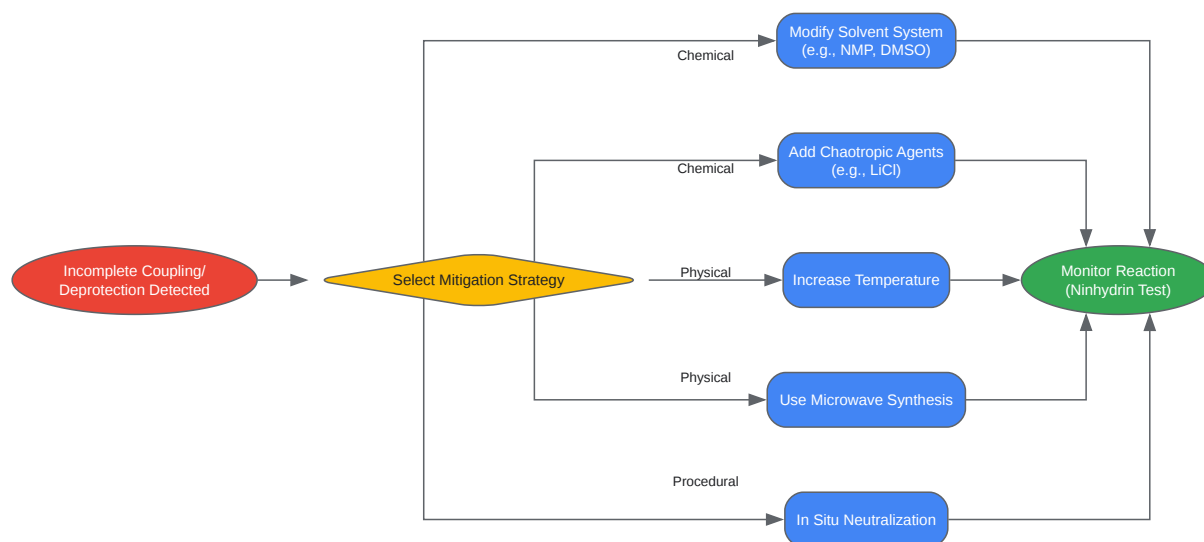 Incomplete Coupling/
Deprotection Detected
Select Mitigation Strategy
Chemical
Modify Solvent System
(e.g., NMP, DMSO)
Chemical
Add Chaotropic Agents
(e.g., LiCl)
Physical
Increase Temperature
Physical
Use Microwave Synthesis
Procedural
In Situ Neutralization
Monitor Reaction
(Ninhydrin Test)